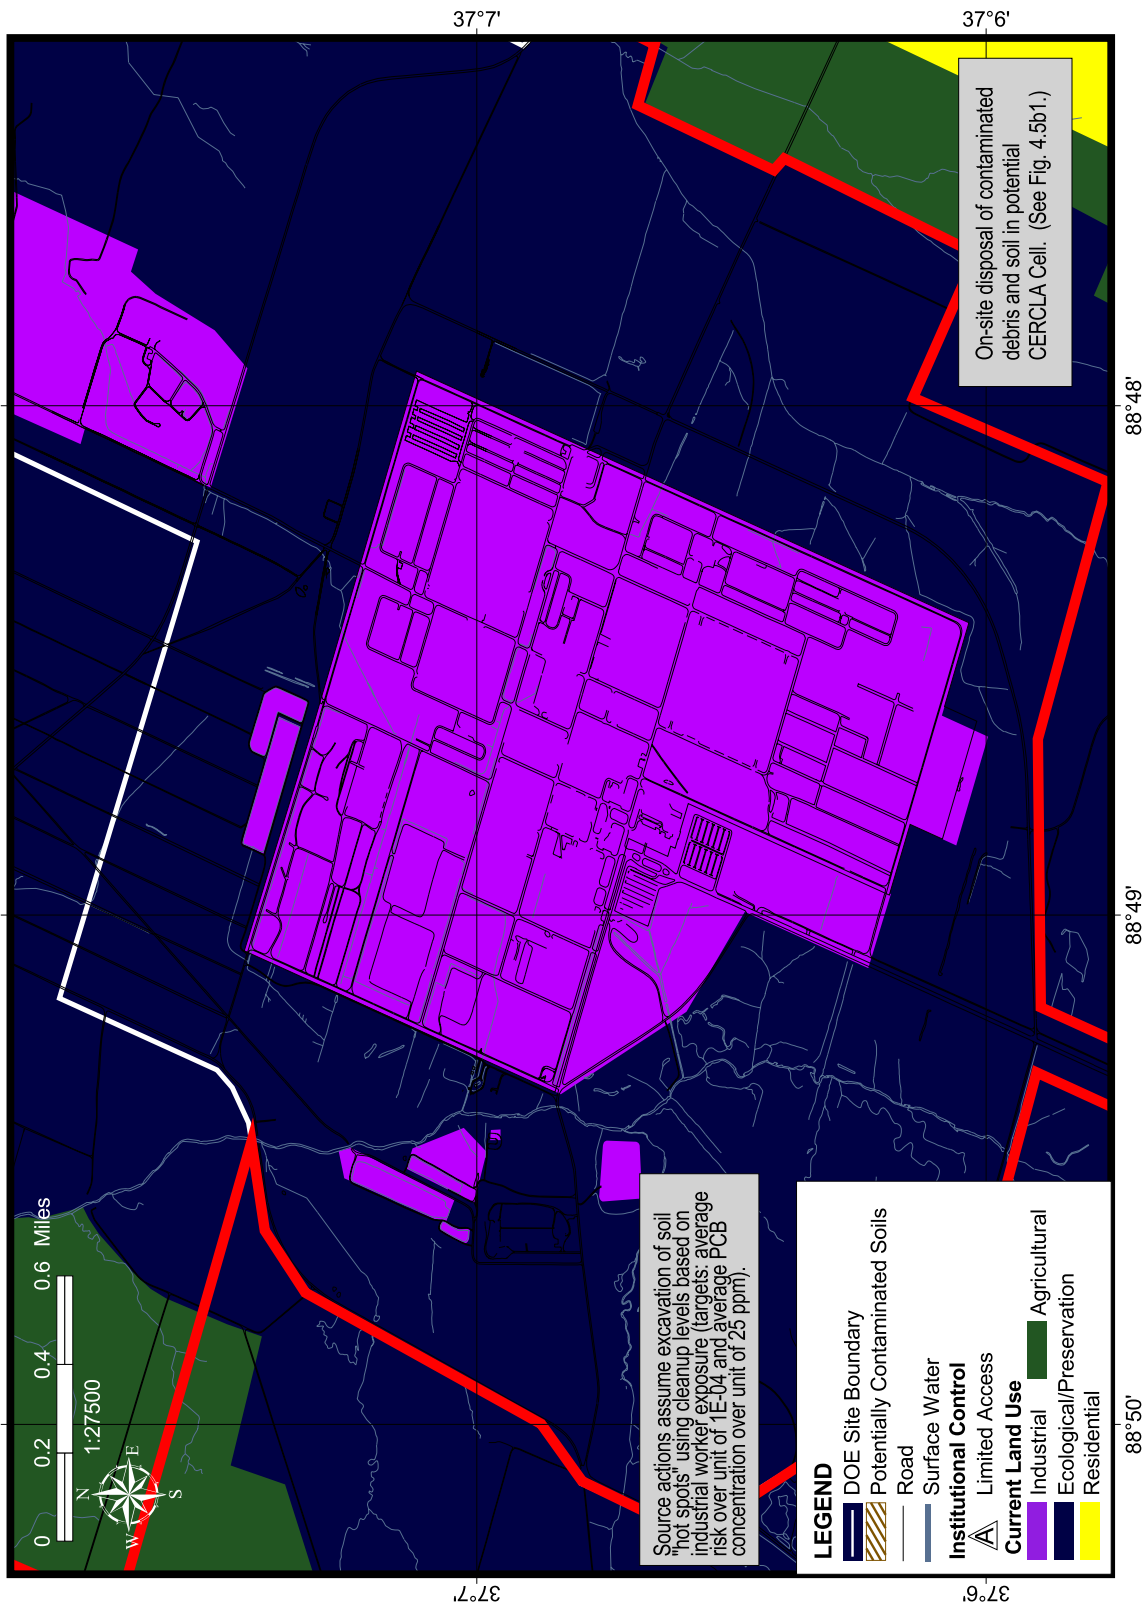 37°7'
37°6'
On-site disposal of contaminated
debris and soil in potential
CERCLA Cell. (See Fig. 4.5b1.)
88°48'
88°49'
88°50'
0 0.2 0.4 0.6 Miles
1:27500
N
E
S
W
Source actions assume excavation of soil
"hot spots" using cleanup levels based on
industrial worker exposure (targets: average
risk over unit of 1E-04 and average PCB
concentration over unit of 25 ppm).
LEGEND
DOE Site Boundary
Potentially Contaminated Soils
Road
Surface Water
Institutional Control
A Limited Access
Current Land Use
Industrial
Agricultural
Ecological/Preservation
Residential
37°7'
37°6'